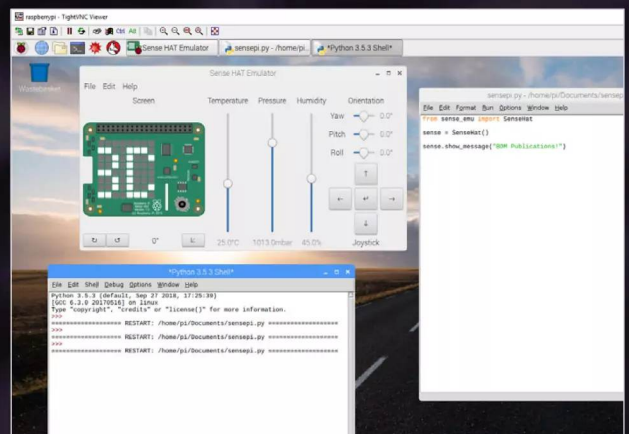 raspberrypi - TightVNC Viewer
Ctrl Alt
Sense HAT Emulator
sensepi.py - /home/pi...
*Python 3.5.3 Shell*
Wastebasket
Sense HAT Emulator
File Edit Help
Screen
Temperature Pressure Humidity Orientation
Yaw 0.0°
Pitch 0.0°
Roll 0.0°
0°
25.0°C 1013.0mbar 45.0% Joystick
sensepi.py - /home/pi/Documents/sensep
File Edit Format Run Options Window Help
from sense_emu import SenseHat
sense = SenseHat()
sense.show_message("BDM Publications!")
*Python 3.5.3 Shell*
File Edit Shell Debug Options Window Help
Python 3.5.3 (default, Sep 27 2018, 17:25:39)
[GCC 6.3.0 20170516] on linux
Type "copyright", "credits" or "license()" for more information.
>>>
=================== RESTART: /home/pi/Documents/sensepi.py ===================
>>>
=================== RESTART: /home/pi/Documents/sensepi.py ===================
>>>
=================== RESTART: /home/pi/Documents/sensepi.py ===================